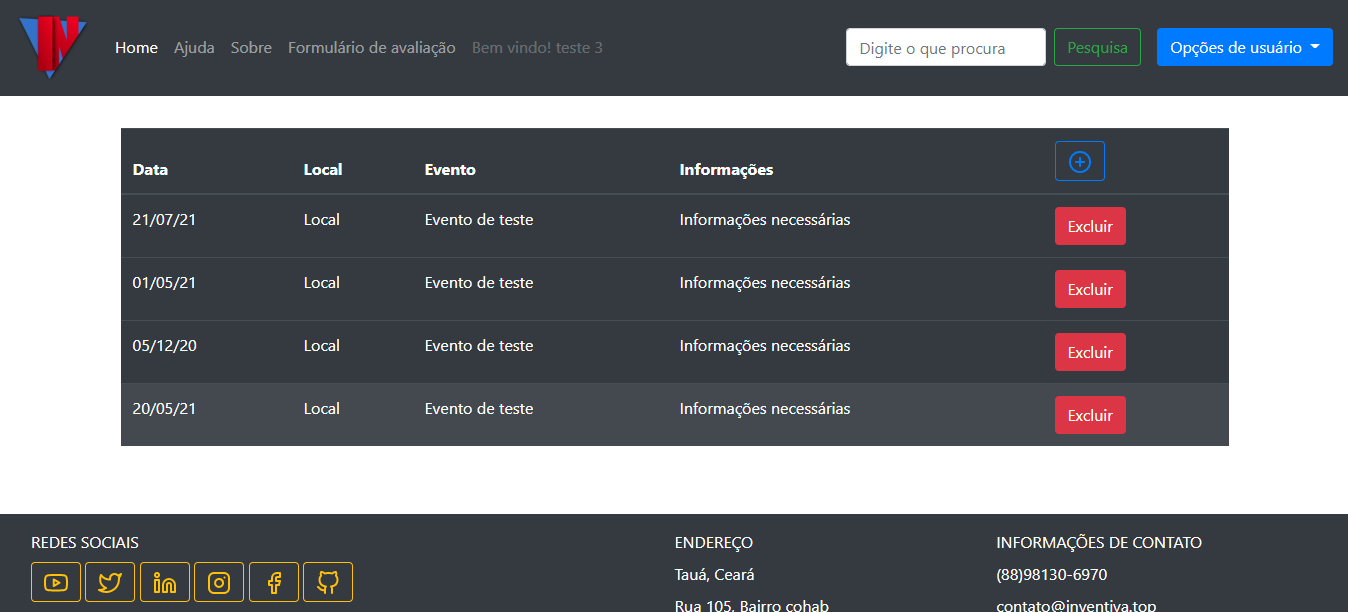 Home Ajuda Sobre Formulário de avaliação Bem vindo! teste 3 Digite o que procura Pesquisa Opções de usuário
Data Local Evento Informações
21/07/21 Local Evento de teste Informações necessárias Excluir
01/05/21 Local Evento de teste Informações necessárias Excluir
05/12/20 Local Evento de teste Informações necessárias Excluir
20/05/21 Local Evento de teste Informações necessárias Excluir
REDES SOCIAIS
ENDEREÇO
Tauá, Ceará
Rua 105, Bairro cohab
INFORMAÇÕES DE CONTATO
(88)98130-6970
contato@inventiva.top